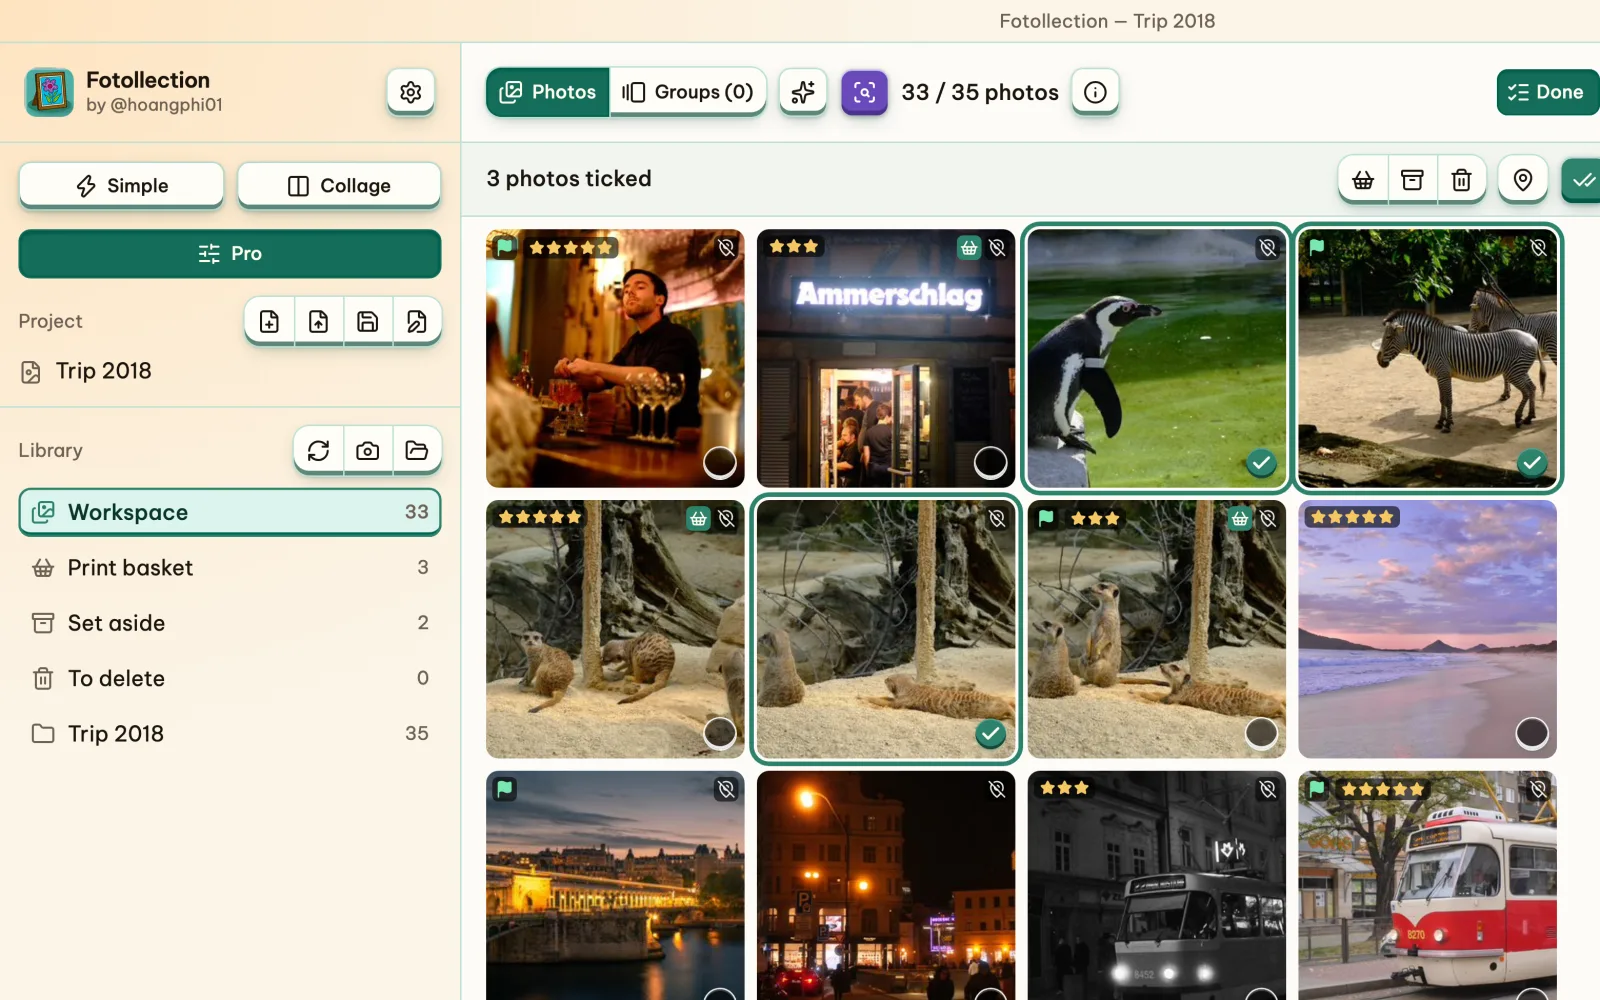 Fotollection — Trip 2018
Fotollection
by @hoangphi01
Photos
Groups (0)
33 / 35 photos
Done
Simple
Collage
3 photos ticked
Pro
Project
Trip 2018
Library
Workspace 33
Print basket 3
Set aside 2
To delete 0
Trip 2018 35
Ammerschlag
P
8452
8270